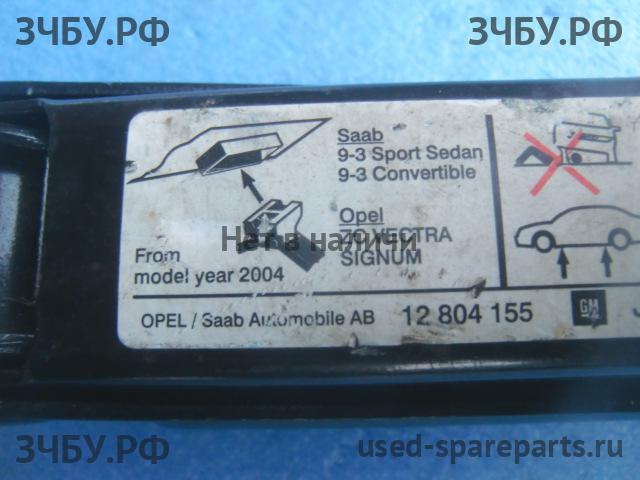 ЗЧБУ.РФ
ЗЧБУ.РФ
Saab
9-3 Sport Sedan
9-3 Convertible
Opel
VECTRA
SIGNUM
Нет в наличии
From
model year 2004
OPEL / Saab Automobile AB
12 804 155
GM
ЗЧБУ.РФ
used-spareparts.ru